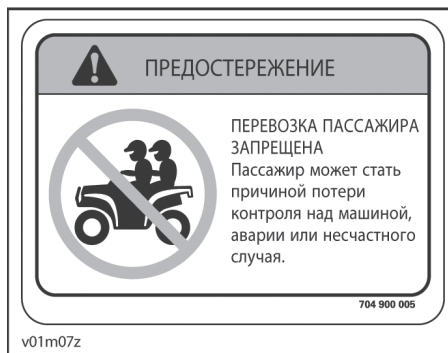 ПРЕДОСТЕРЕЖЕНИЕ
ПЕРЕВОЗКА ПАССАЖИРА
ЗАПРЕЩЕНА
Пассажир может стать
причиной потери
контроля над машиной,
аварии или несчастного
случая.
704 900 005
v01m07z